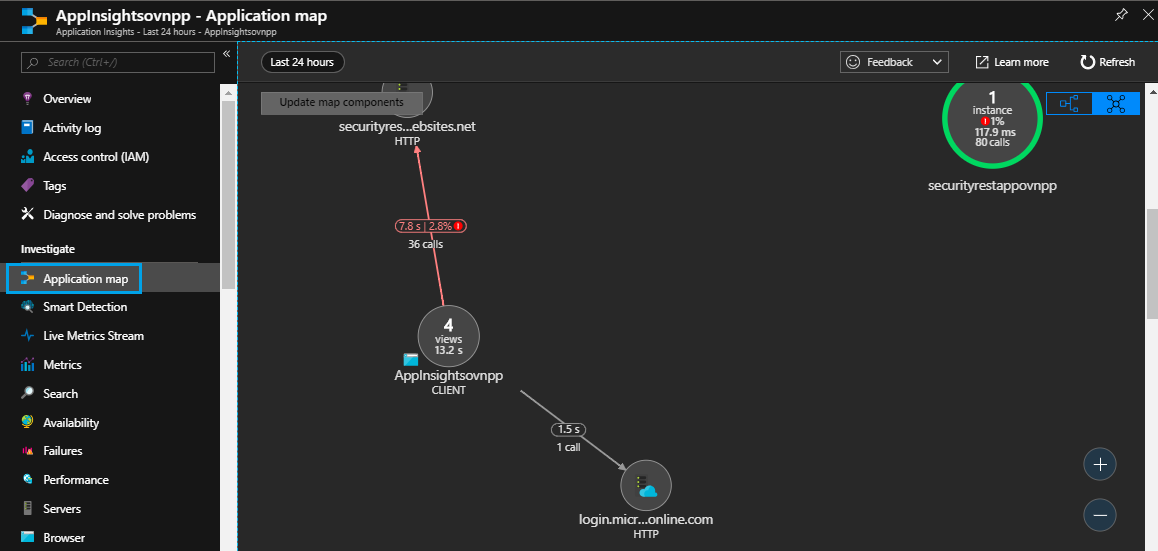 AppInsightsovnpp - Application map
Application Insights - Last 24 hours - AppInsightsovnpp
Search (Ctrl+/)
Overview
Activity log
Access control (IAM)
Tags
Diagnose and solve problems
Investigate
Application map
Smart Detection
Live Metrics Stream
Metrics
Search
Availability
Failures
Performance
Servers
Browser
Last 24 hours
Feedback
Learn more
Refresh
Update map components
securityres...ebsites.net
HTTP
7.8 s | 2.8%
36 calls
4
views
13.2 s
AppInsightsovnpp
CLIENT
1.5 s
1 call
login.micr...online.com
HTTP
1
instance
1%
117.9 ms
80 calls
securityrestappovnpp